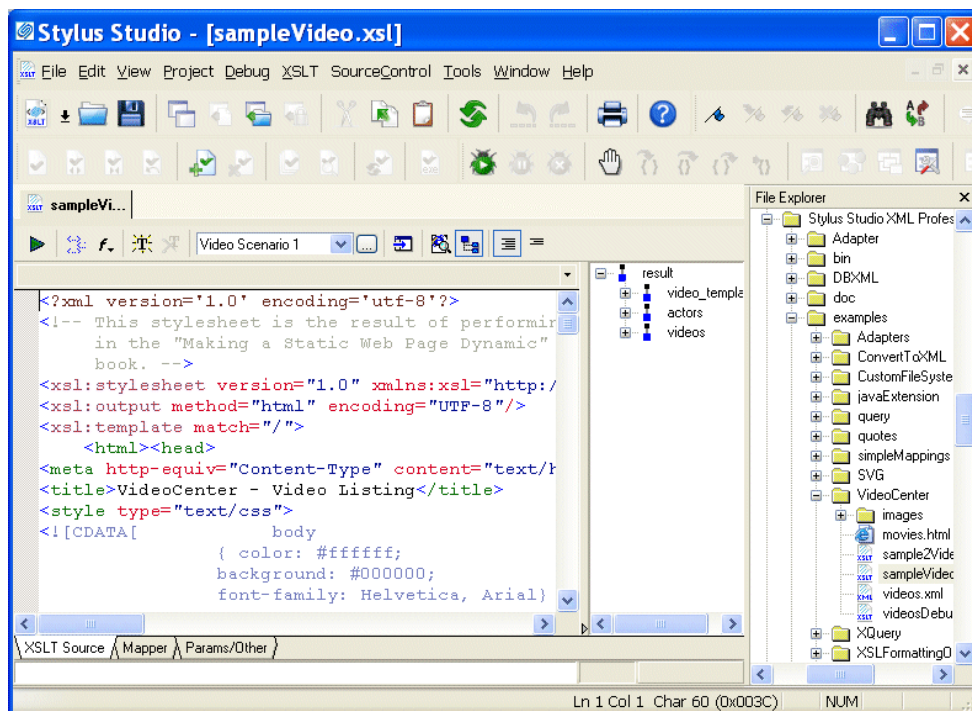 Stylus Studio - [sampleVideo.xsl]
File Edit View Project Debug XSLT SourceControl Tools Window Help
sampleVi...
Video Scenario 1
<?xml version='1.0' encoding='utf-8'?>
<!-- This stylesheet is the result of performin
in the "Making a Static Web Page Dynamic"
book. -->
<xsl:stylesheet version="1.0" xmlns:xsl="http:/
<xsl:output method="html" encoding="UTF-8"/>
<xsl:template match="/">
<html><head>
<meta http-equiv="Content-Type" content="text/h
<title>VideoCenter - Video Listing</title>
<style type="text/css">
<![CDATA[ body
{ color: #ffffff;
background: #000000;
font-family: Helvetica, Arial}
XSLT Source Mapper Params/Other
result
video_templa
actors
videos
File Explorer
Stylus Studio XML Profes
Adapter
bin
DBXML
doc
examples
Adapters
ConvertToXML
CustomFileSyste
javaExtension
query
quotes
simpleMappings
SVG
VideoCenter
images
movies.html
sample2Vide
sampleVideo
videos.xml
videosDebu
XQuery
XSLFormattingO
Ln 1 Col 1 Char 60 (0x003C) NUM